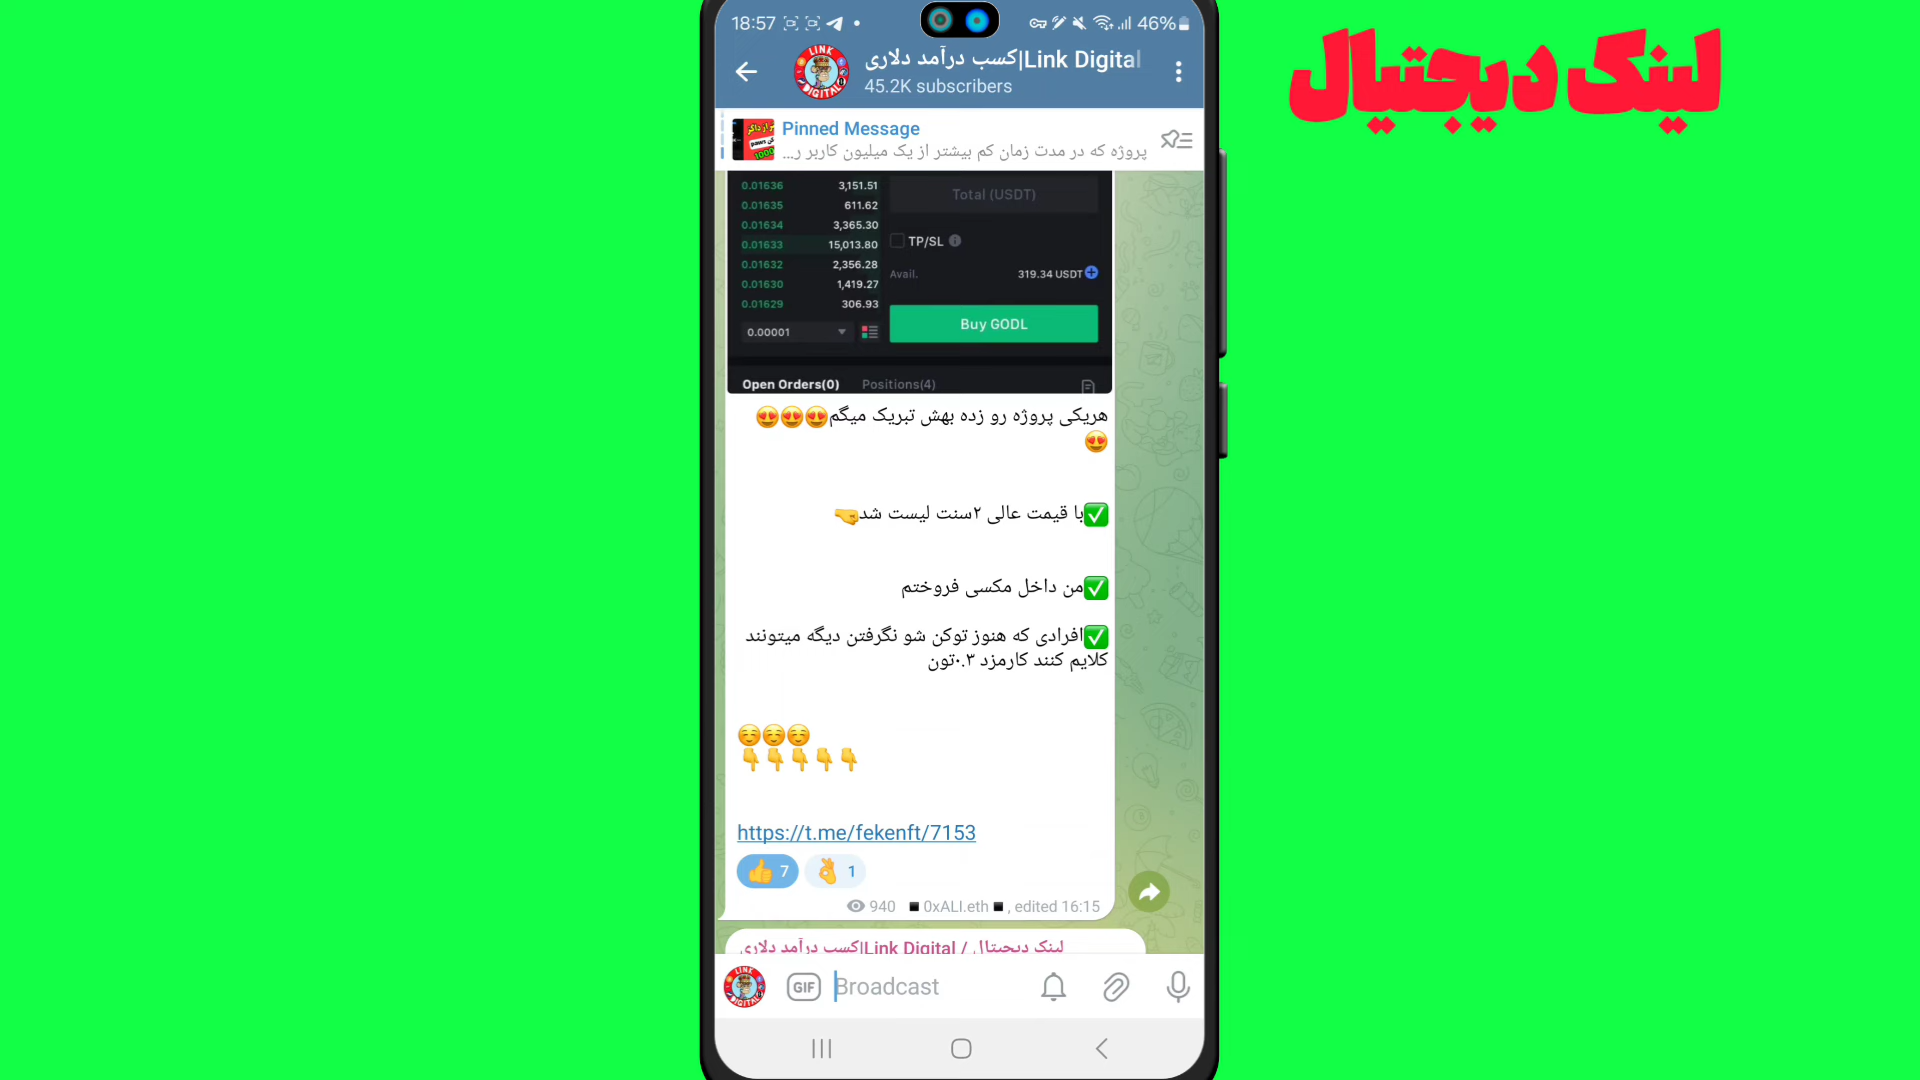 لینک دیجیتال
18:57
46%
Link Digital|کسب درآمد دلاری
45.2K subscribers
Pinned Message
پروژه که در مدت زمان کم بیشتر از یک میلیون کاربر ر...
0.01636 3,151.51
Total (USDT)
0.01635 611.62
0.01634 3,365.30
0.01633 15,013.80
TP/SL
0.01632 2,356.28
Avail. 319.34 USDT
0.01630 1,419.27
0.01629 306.93
Buy GODL
0.00001
Open Orders(0) Positions(4)
هریکی پروژه رو زده بهش تبریک میگم😍😍😍
😍
✅با قیمت عالی ۲سنت لیست شد🤜
✅من داخل مکسی فروختم
✅افرادی که هنوز توکن شو نگرفتن دیگه میتونند
کلایم کنند کارمزد ۰.۳تون
☺️☺️☺️
👇👇👇👇👇
https://t.me/fekenft/7153
👍 7 👌 1
940 ◾0xALI.eth◾, edited 16:15
لینک دیجیتال / Link Digital|کسب درآمد دلاری
GIF Broadcast